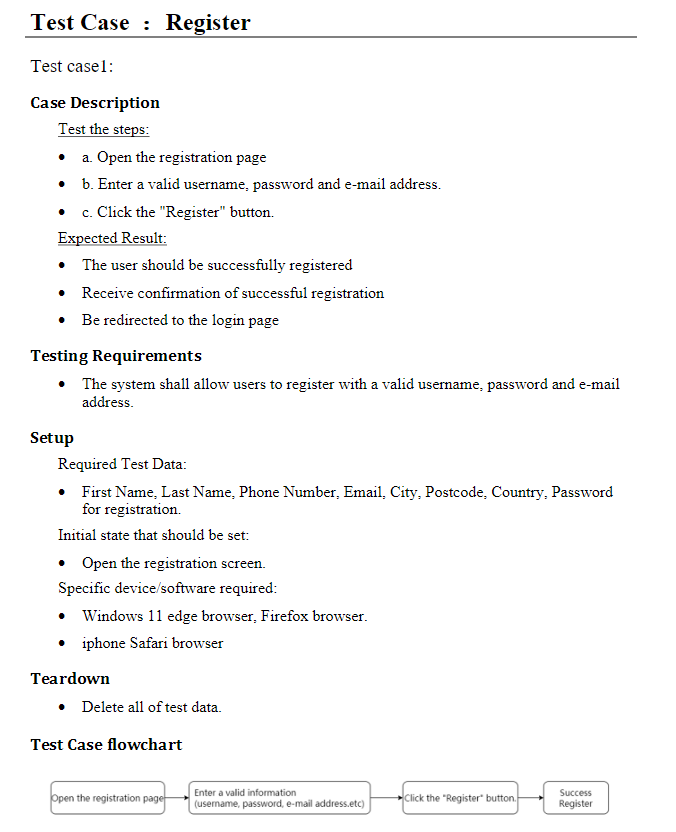 Test Case ： Register
Test case1:
Case Description
Test the steps:
• a. Open the registration page
• b. Enter a valid username, password and e-mail address.
• c. Click the "Register" button.
Expected Result:
• The user should be successfully registered
• Receive confirmation of successful registration
• Be redirected to the login page
Testing Requirements
• The system shall allow users to register with a valid username, password and e-mail
address.
Setup
Required Test Data:
• First Name, Last Name, Phone Number, Email, City, Postcode, Country, Password
for registration.
Initial state that should be set:
• Open the registration screen.
Specific device/software required:
• Windows 11 edge browser, Firefox browser.
• iphone Safari browser
Teardown
• Delete all of test data.
Test Case flowchart
Open the registration page
Enter a valid information
(username, password, e-mail address.etc)
Click the "Register" button.
Success
Register